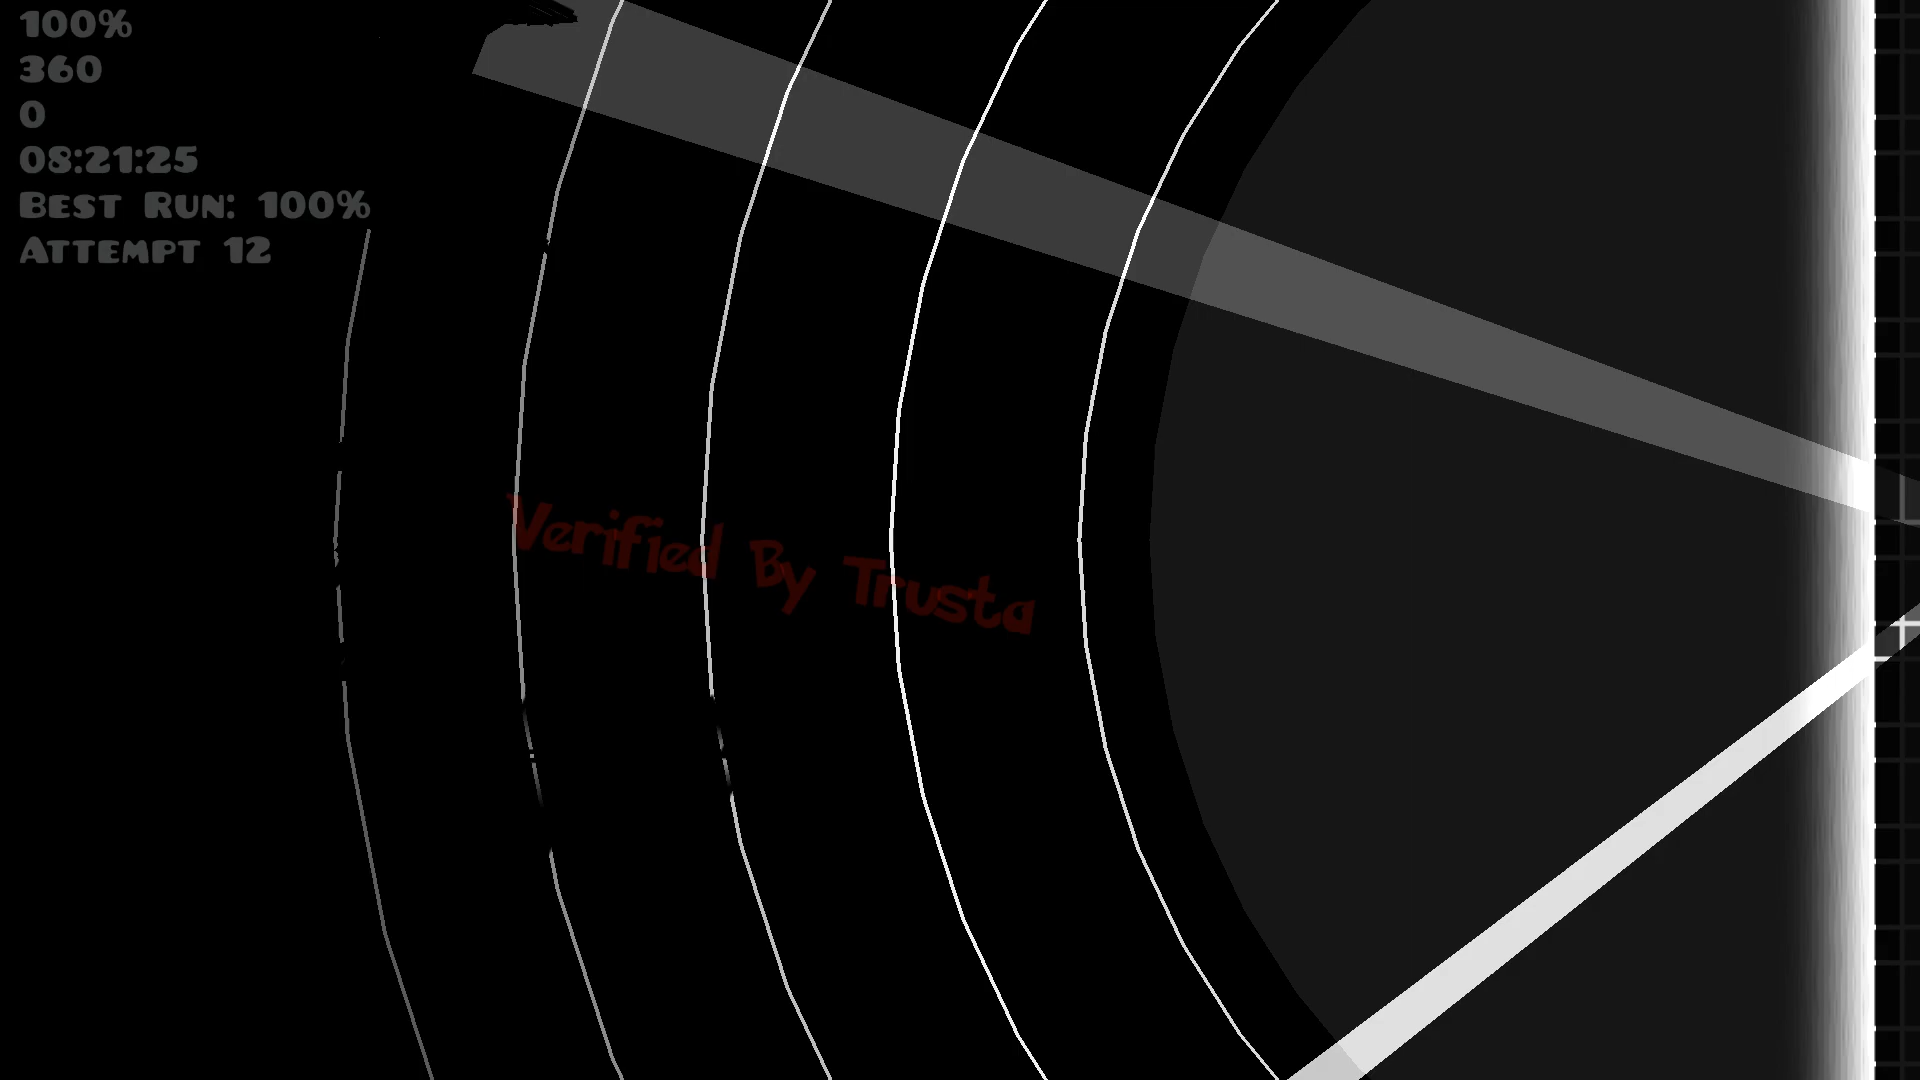 100%
360
0
08:21:25
Best Run: 100%
Attempt 12
Verified By Trusta